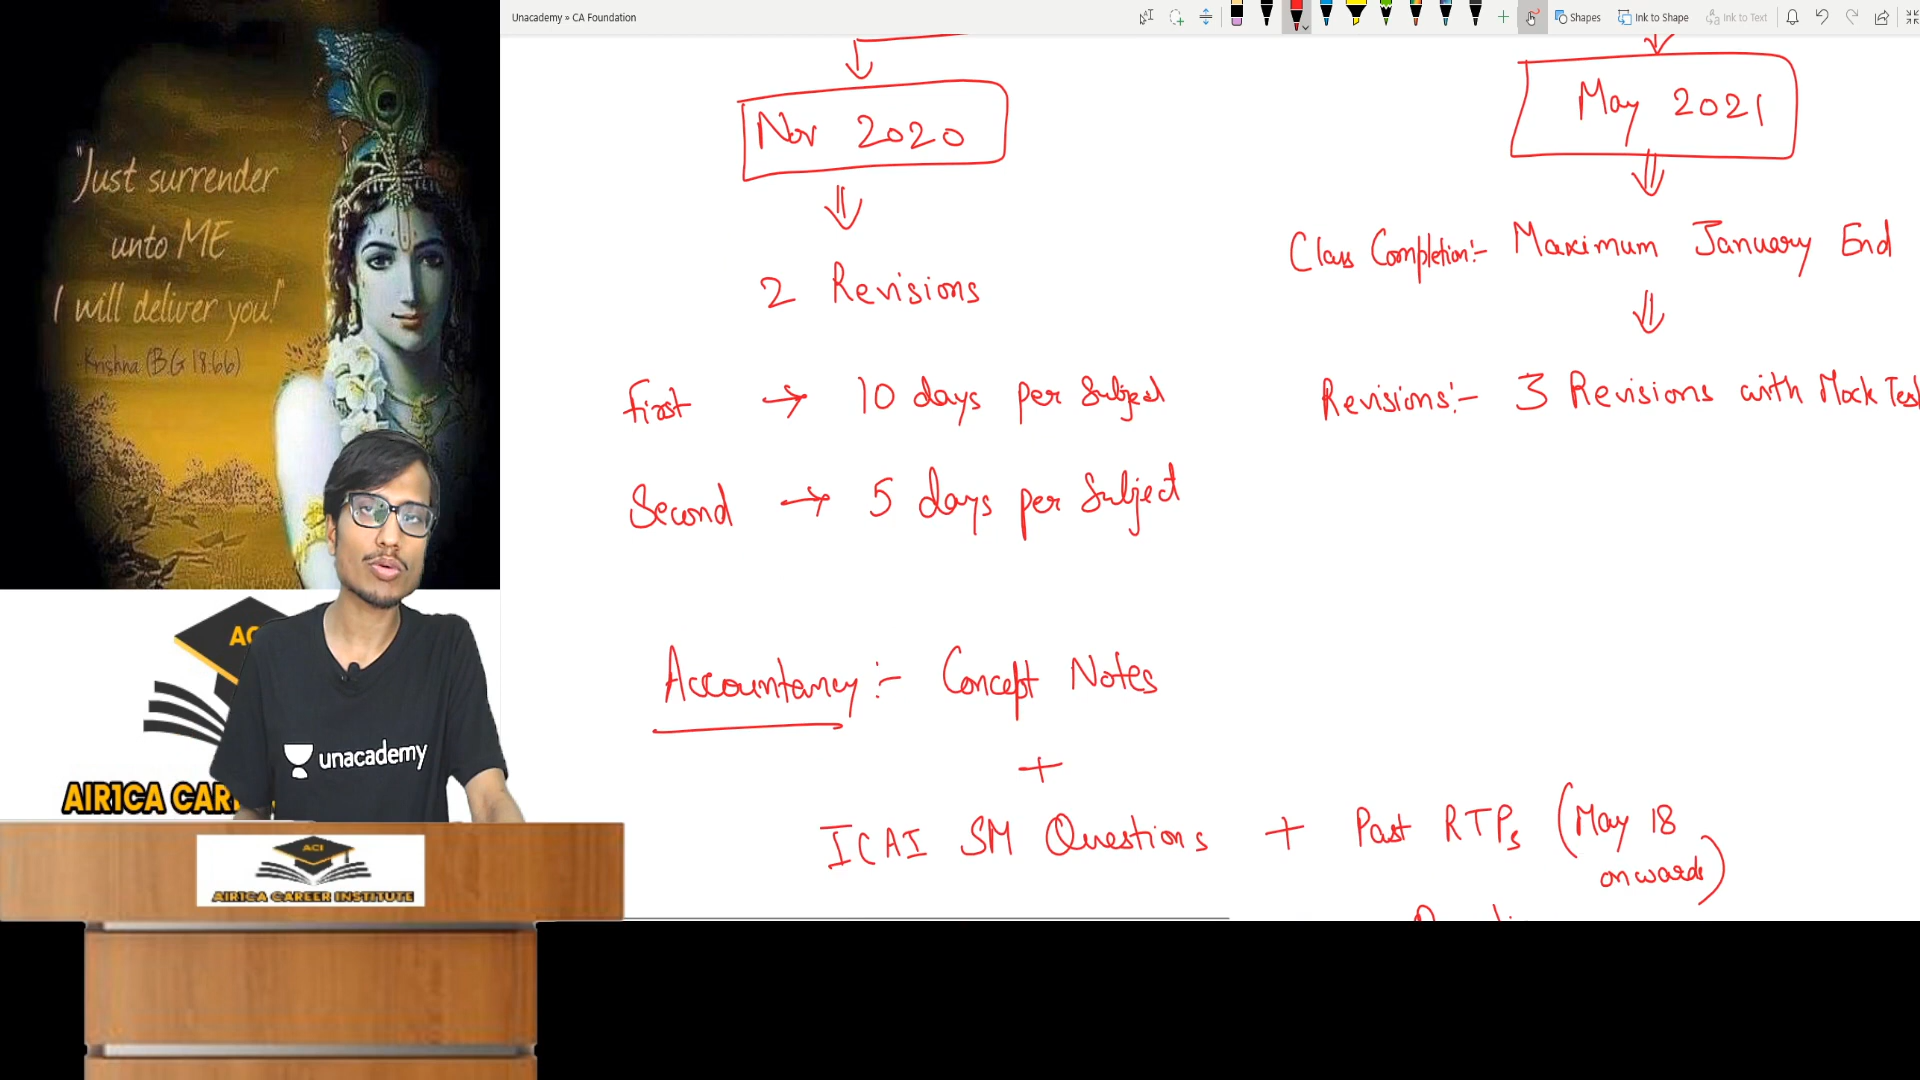 Unacademy » CA Foundation
Shapes
Ink to Shape
Ink to Text
"Just surrender
unto ME
I will deliver you!"
- Krishna (B.G 18:66)
Nov 2020
2 Revisions
First → 10 days per Subject
Second → 5 days per Subject
May 2021
Class Completion:- Maximum January End
Revisions:- 3 Revisions with Mock Test
Accountancy:- Concept Notes
+
ICAI SM Questions + Past RTPs (May 18
onwards)
unacademy
AIR1CA CAR
ACI
AIR1CA CAREER INSTITUTE